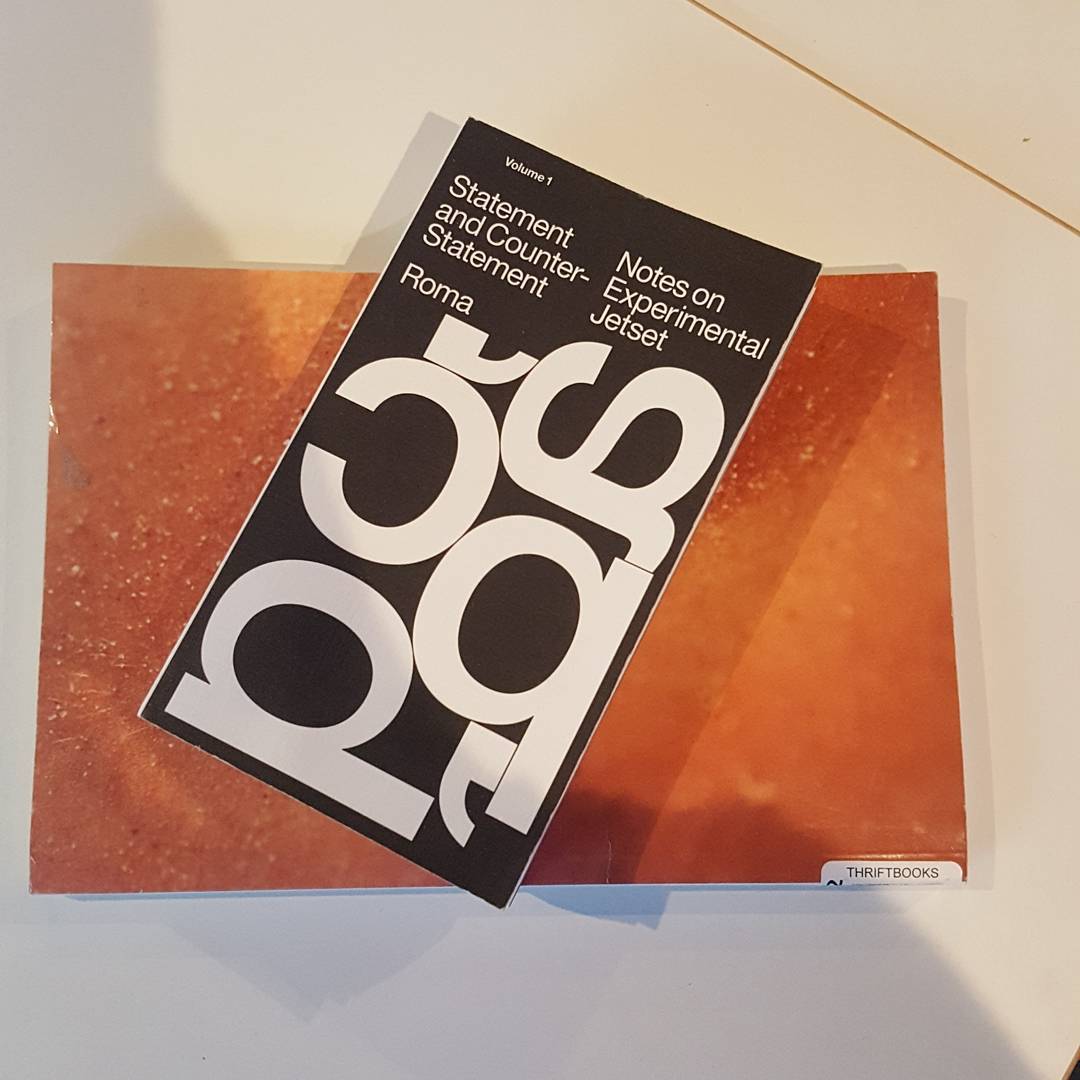 Volume 1
Statement
and Counter-
Statement
Roma
Notes on
Experimental
Jetset
THRIFTBOOKS